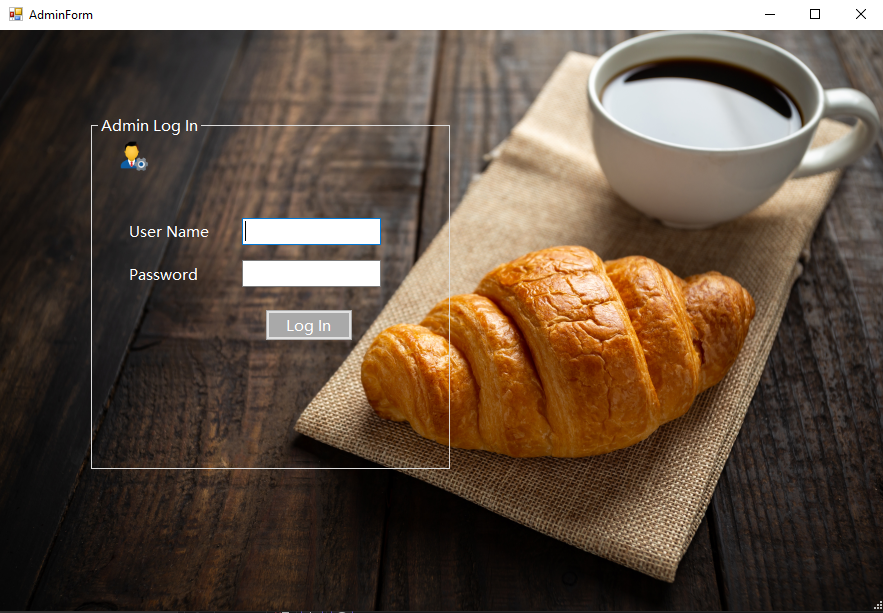 AdminForm
Admin Log In
User Name
Password
Log In